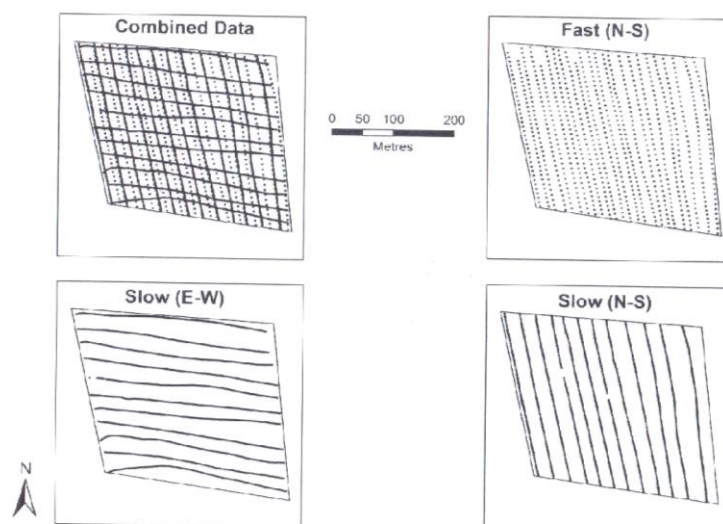 Combined Data
Fast (N-S)
0 50 100 200
Metres
Slow (E-W)
Slow (N-S)
N